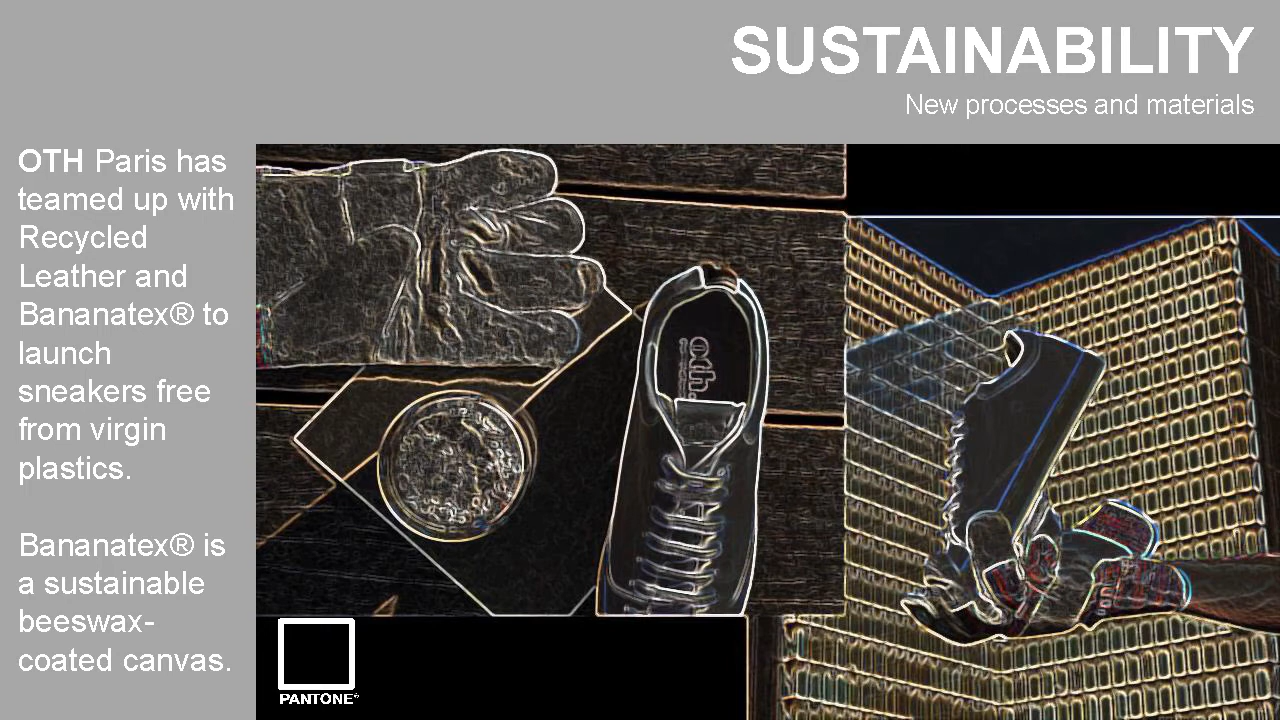 SUSTAINABILITY
New processes and materials
OTH Paris has
teamed up with
Recycled
Leather and
Bananatex® to
launch
sneakers free
from virgin
plastics.
Bananatex® is
a sustainable
beeswax-
coated canvas.
oth.
PANTONE®